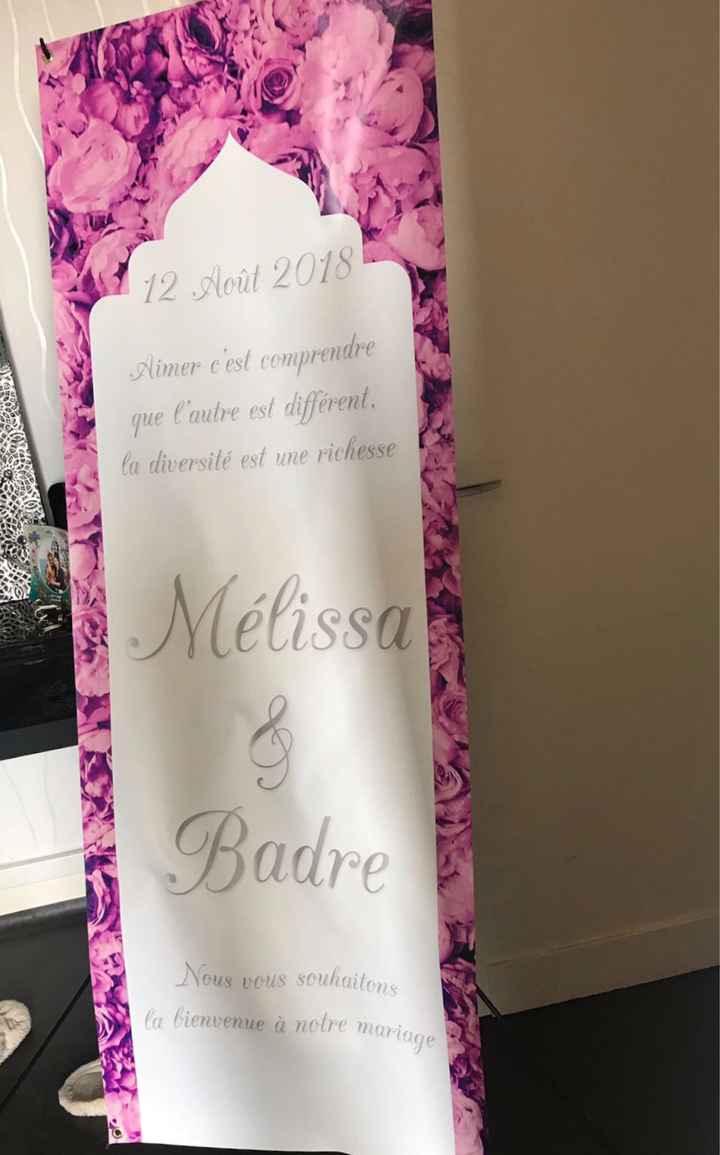 12 Août 2018
Aimer c'est comprendre
que l'autre est différent,
la diversité est une richesse
Mélissa
&
Badre
Nous vous souhaitons
la bienvenue à notre mariage